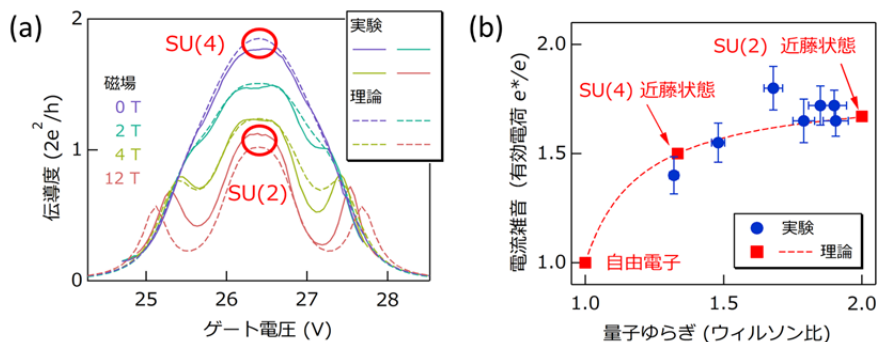 (a)
2
1
0
伝導度 (2e²/h)
25
26
27
28
ゲート電圧 (V)
SU(4)
SU(2)
磁場
0 T
2 T
4 T
12 T
実験
理論
(b)
2.0
1.5
1.0
電流雑音 (有効電荷 e*/e)
1.0
1.5
2.0
量子ゆらぎ (ウィルソン比)
SU(2) 近藤状態
SU(4) 近藤状態
自由電子
実験
理論